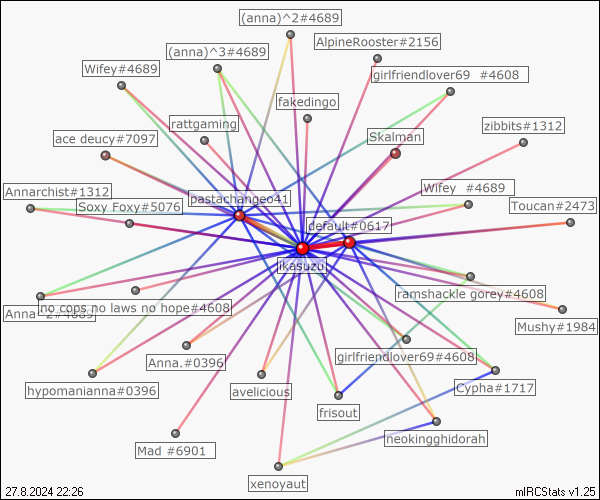 (anna)^2#4689
AlpineRooster#2156
(anna)^3#4689
Wifey#4689
girlfriendlover69 #4608
fakedingo
rattgaming
zibbits#1312
ace deucy#7097
Skalman
Annarchist#1312
pastachangeo41
Wifey #4689
Soxy Foxy#5076
Toucan#2473
default#0617
ikasuzu
ramshackle gorey#4608
no cops no laws no hope#4608
Mushy#1984
girlfriendlover69#4608
Anna.#0396
Cypha#1717
hypomanianna#0396
avelicious
frisout
neokingghidorah
Mad #6901
xenoyaut
27.8.2024 22:26
mIRCStats v1.25